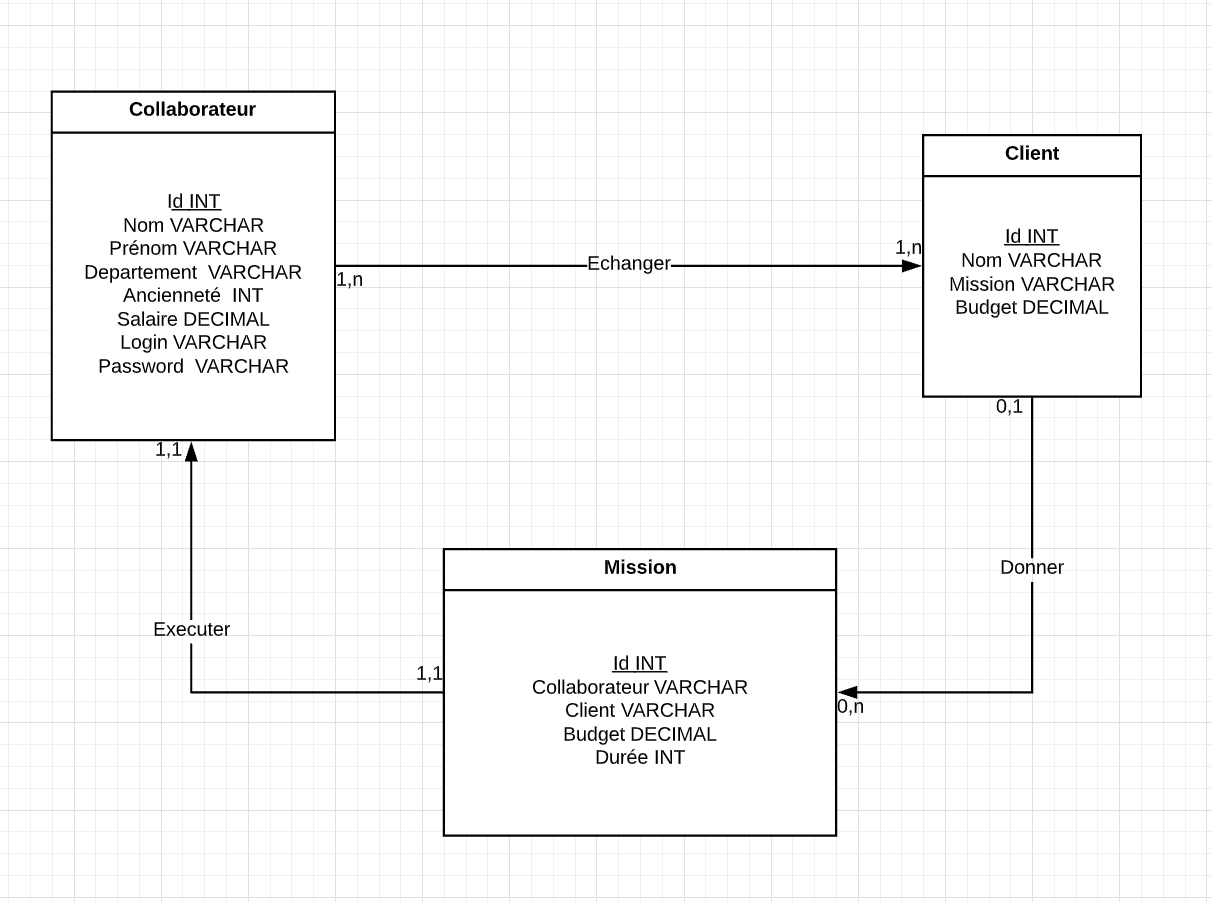 Collaborateur
Id INT
Nom VARCHAR
Prénom VARCHAR
Departement  VARCHAR
Ancienneté  INT
Salaire DECIMAL
Login VARCHAR
Password  VARCHAR
1,n
Echanger
1,n
Client
Id INT
Nom VARCHAR
Mission VARCHAR
Budget DECIMAL
0,1
Donner
0,n
1,1
Executer
1,1
Mission
Id INT
Collaborateur VARCHAR
Client VARCHAR
Budget DECIMAL
Durée INT